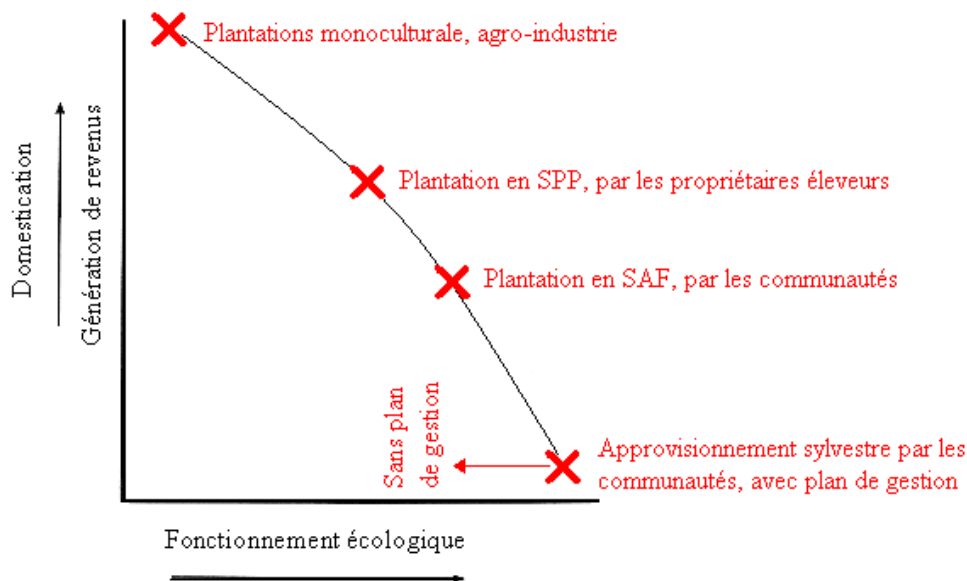 Plantations monoculturale, agro-industrie
Domestication
Génération de revenus
Plantation en SPP, par les propriétaires éleveurs
Plantation en SAF, par les communautés
Sans plan
de gestion
Approvisionnement sylvestre par les
communautés, avec plan de gestion
Fonctionnement écologique